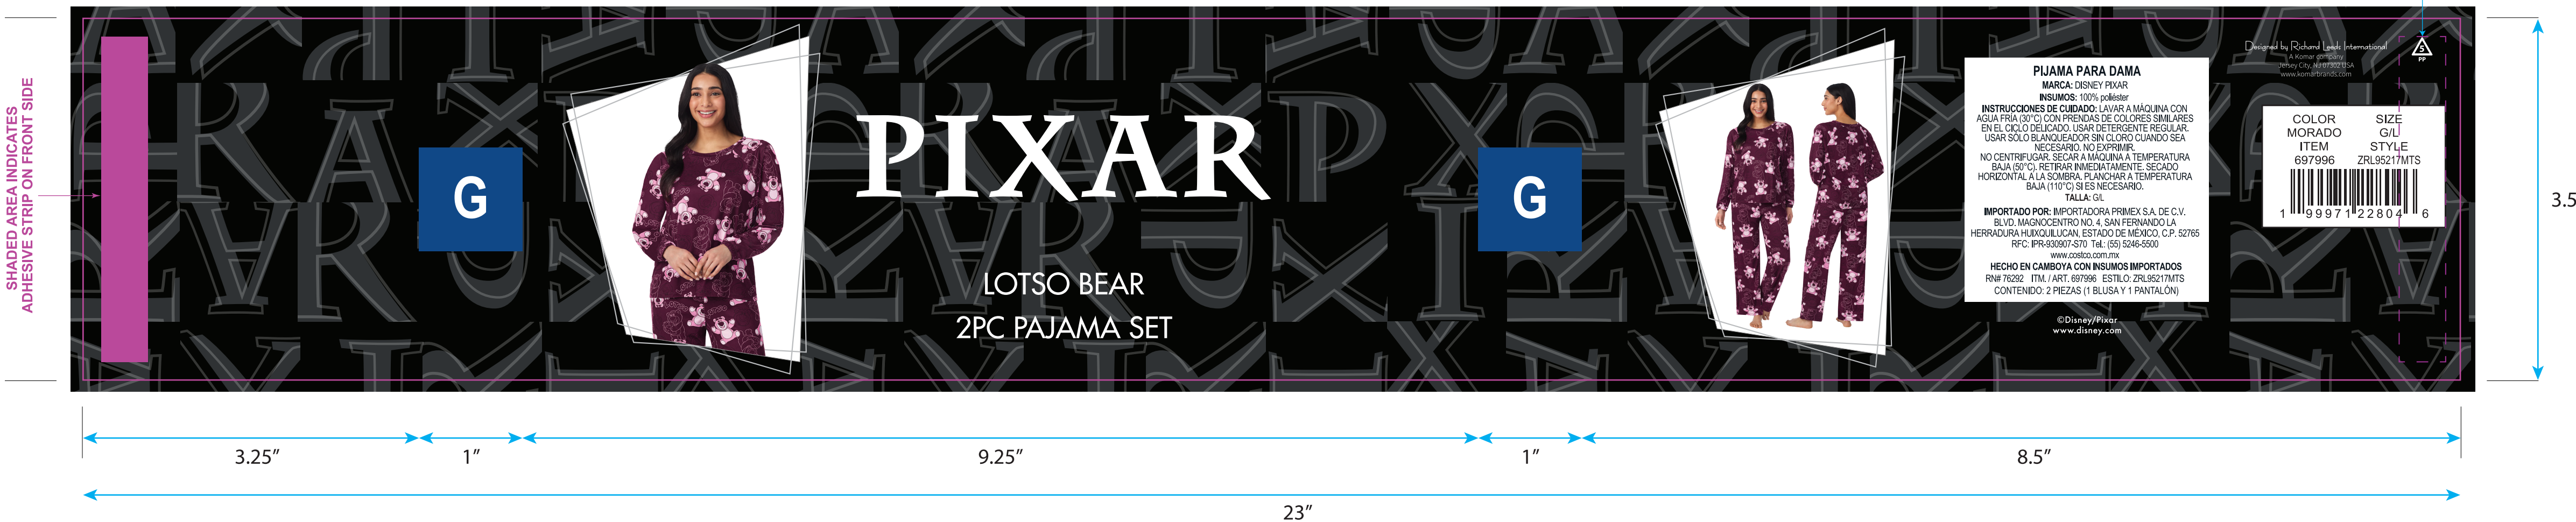 SHADED AREA INDICATES
ADHESIVE STRIP ON FRONT SIDE
G
PIXAR
LOTSO BEAR
2PC PAJAMA SET
G
PIJAMA PARA DAMA
MARCA: DISNEY PIXAR
INSUMOS: 100% poliéster
INSTRUCCIONES DE CUIDADO: LAVAR A MÁQUINA CON
AGUA FRÍA (30°C) CON PRENDAS DE COLORES SIMILARES
EN EL CICLO DELICADO. USAR DETERGENTE REGULAR.
USAR SÓLO BLANQUEADOR SIN CLORO CUANDO SEA
NECESARIO. NO EXPRIMIR.
NO CENTRIFUGAR. SECAR A MÁQUINA A TEMPERATURA
BAJA (50°C). RETIRAR INMEDIATAMENTE. SECADO
HORIZONTAL A LA SOMBRA. PLANCHAR A TEMPERATURA
BAJA (110°C) SI ES NECESARIO.
TALLA: G/L
IMPORTADO POR: IMPORTADORA PRIMEX S.A. DE C.V.
BLVD. MAGNOCENTRO NO. 4, SAN FERNANDO LA
HERRADURA HUIXQUILUCAN, ESTADO DE MÉXICO, C.P. 52765
RFC: IPR-930907-S70 Tel.: (55) 5246-5500
www.costco.com.mx
HECHO EN CAMBOYA CON INSUMOS IMPORTADOS
RN# 76292 ITM. / ART. 697996 ESTILO: ZRL95217MTS
CONTENIDO: 2 PIEZAS (1 BLUSA Y 1 PANTALÓN)
©Disney/Pixar
www.disney.com
Designed by Richard Leeds International
A Komar company
Jersey City, NJ 07302 USA
www.komarbrands.com
5
PP
COLOR SIZE
MORADO G/L
ITEM STYLE
697996 ZRL95217MTS
1 99971 22804 6
3.5
3.25″ 1″ 9.25″ 1″ 8.5″
23″